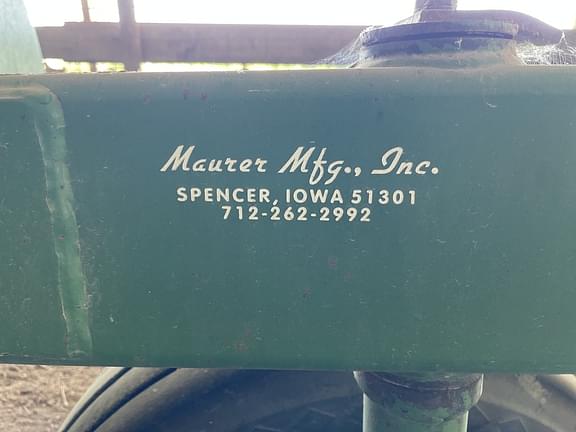 Maurer Mfg., Inc.
SPENCER, IOWA 51301
712-262-2992